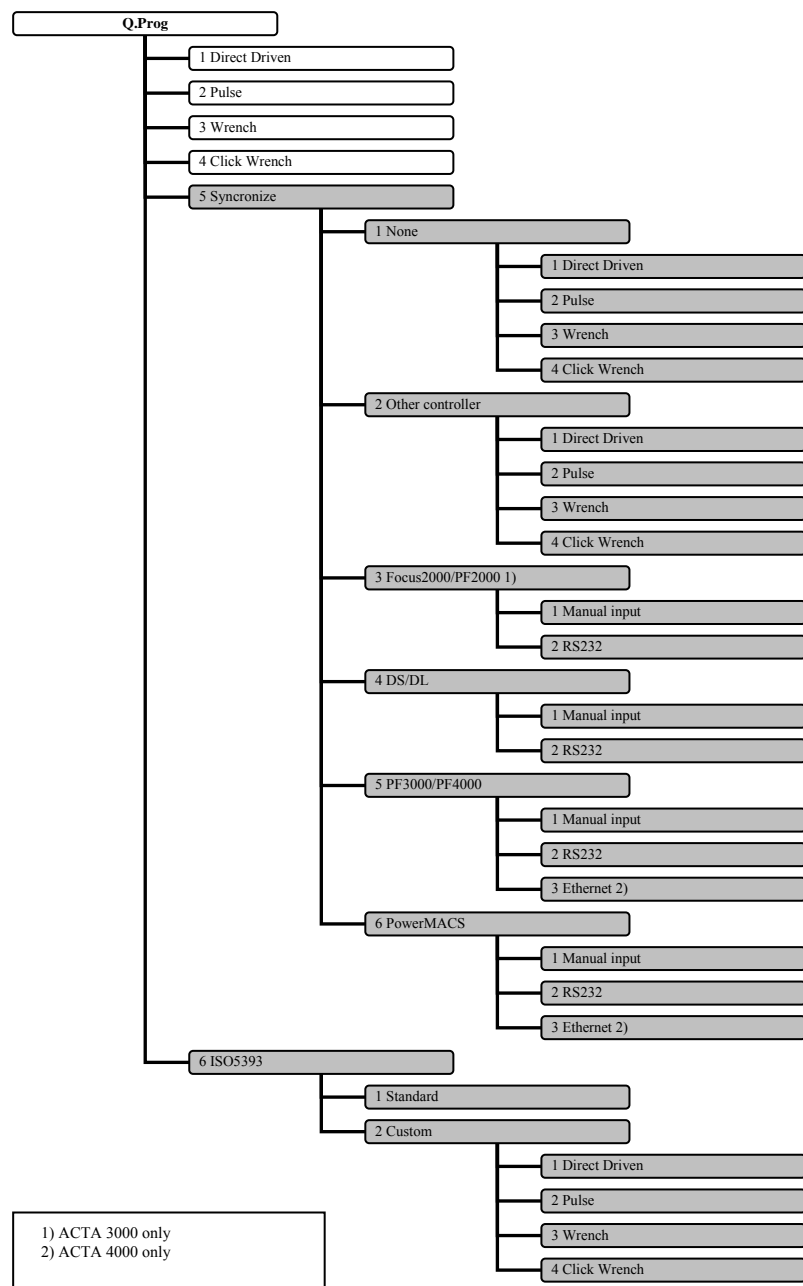 Q.Prog
1 Direct Driven
2 Pulse
3 Wrench
4 Click Wrench
5 Syncronize
1 None
1 Direct Driven
2 Pulse
3 Wrench
4 Click Wrench
2 Other controller
1 Direct Driven
2 Pulse
3 Wrench
4 Click Wrench
3 Focus2000/PF2000 1)
1 Manual input
2 RS232
4 DS/DL
1 Manual input
2 RS232
5 PF3000/PF4000
1 Manual input
2 RS232
3 Ethernet 2)
6 PowerMACS
1 Manual input
2 RS232
3 Ethernet 2)
6 ISO5393
1 Standard
2 Custom
1 Direct Driven
2 Pulse
3 Wrench
4 Click Wrench
1) ACTA 3000 only
2) ACTA 4000 only